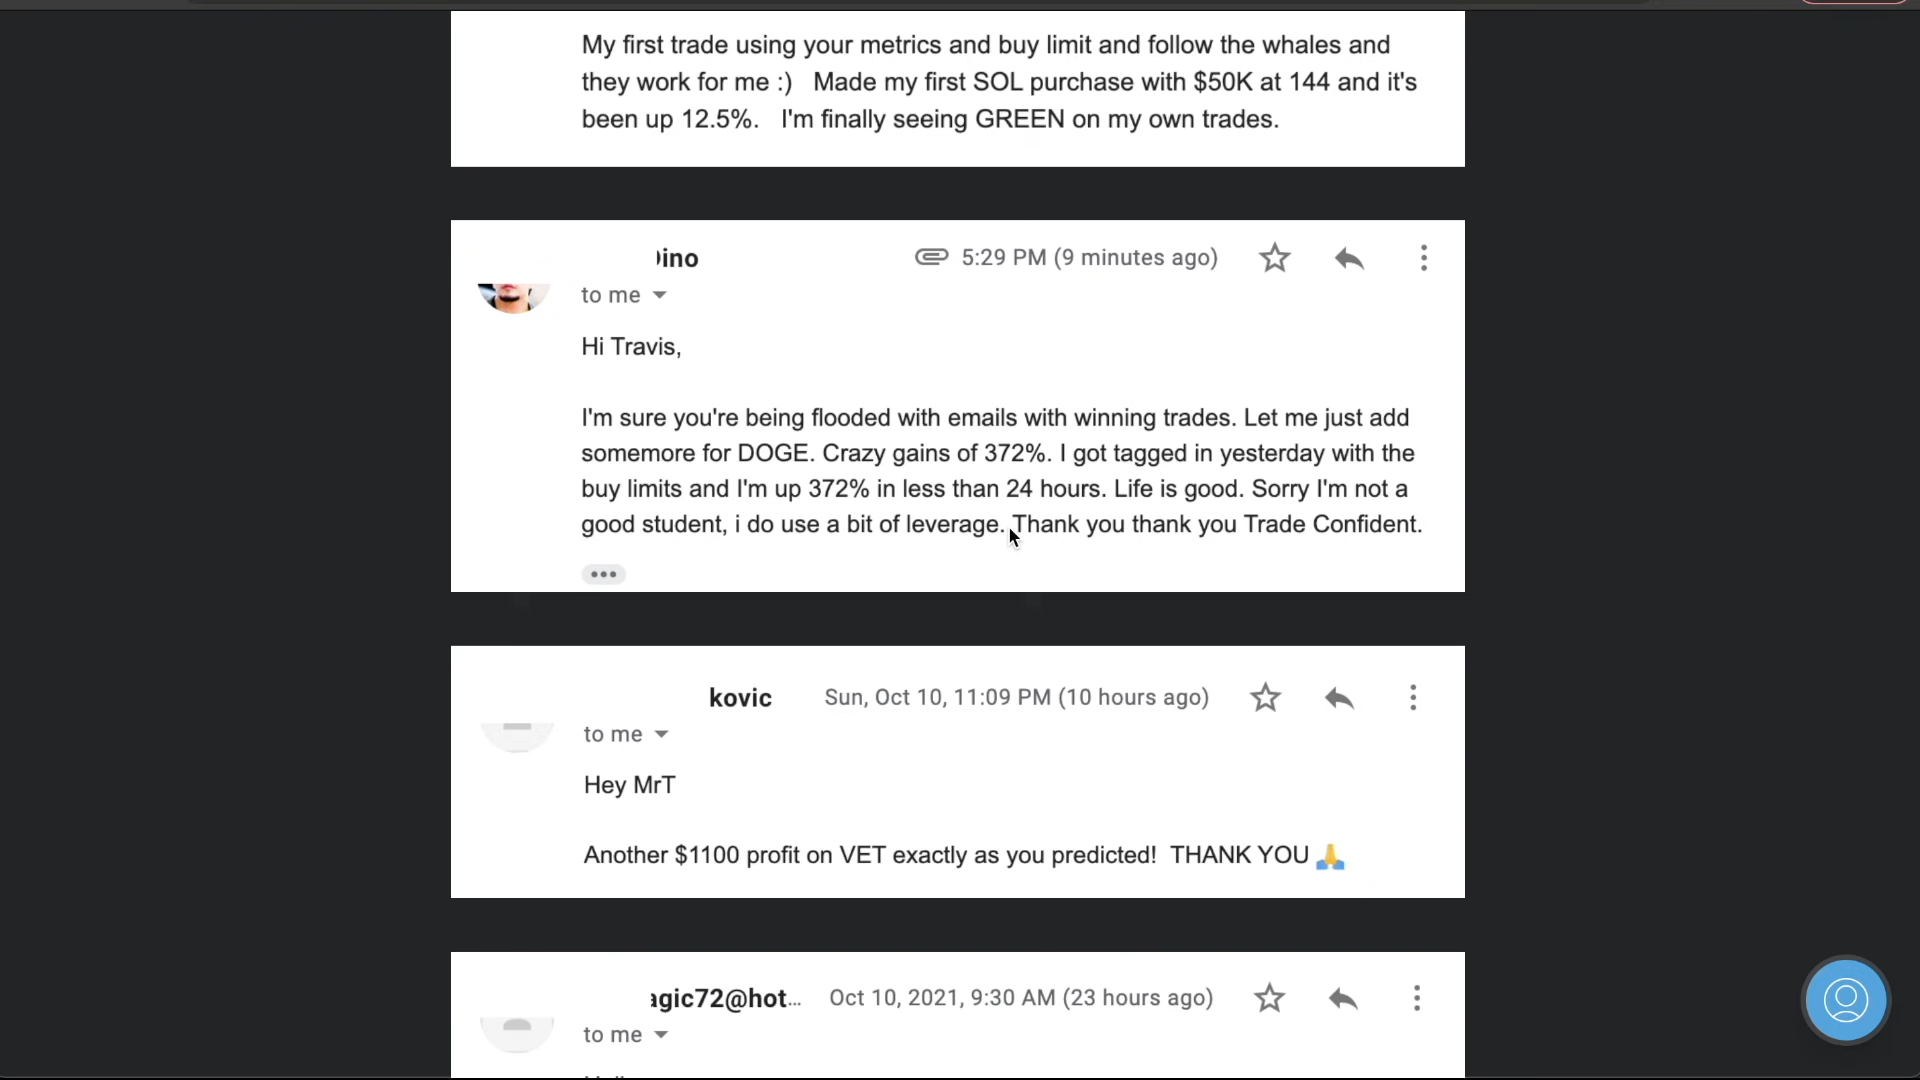 My first trade using your metrics and buy limit and follow the whales and
they work for me :) Made my first SOL purchase with $50K at 144 and it's
been up 12.5%. I'm finally seeing GREEN on my own trades.
ino 5:29 PM (9 minutes ago)
to me
Hi Travis,
I'm sure you're being flooded with emails with winning trades. Let me just add
somemore for DOGE. Crazy gains of 372%. I got tagged in yesterday with the
buy limits and I'm up 372% in less than 24 hours. Life is good. Sorry I'm not a
good student, i do use a bit of leverage. Thank you thank you Trade Confident.
kovic Sun, Oct 10, 11:09 PM (10 hours ago)
to me
Hey MrT
Another $1100 profit on VET exactly as you predicted! THANK YOU 🙏
agic72@hot... Oct 10, 2021, 9:30 AM (23 hours ago)
to me